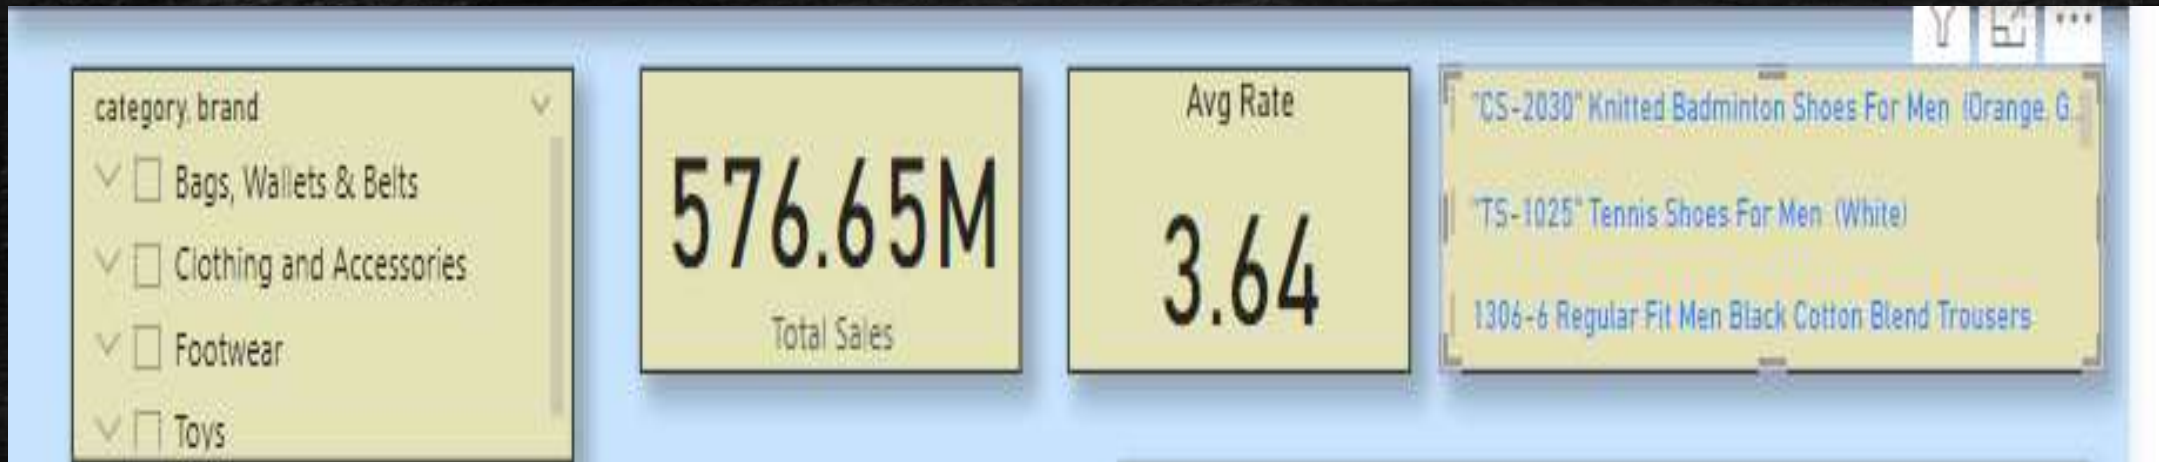 category, brand
Bags, Wallets & Belts
Clothing and Accessories
Footwear
Toys
576.65M
Total Sales
Avg Rate
3.64
"CS-2030" Knitted Badminton Shoes For Men (Orange, G...
"TS-1025" Tennis Shoes For Men (White)
1306-6 Regular Fit Men Black Cotton Blend Trousers